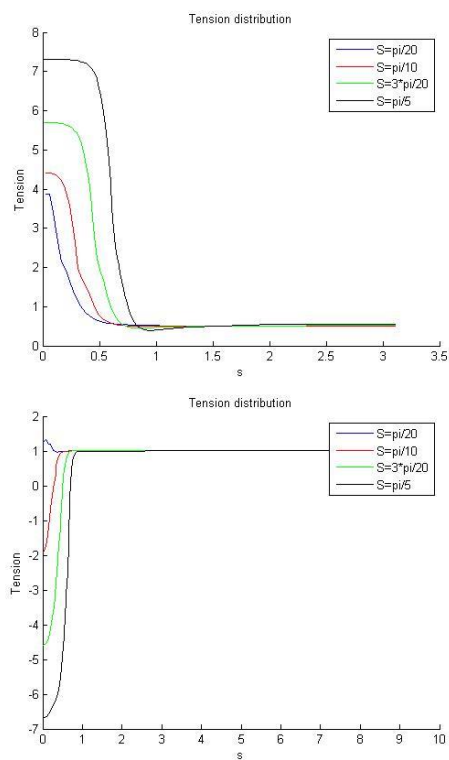 Tension distribution
8
7
6
5
4
3
2
1
0
Tension
S=pi/20
S=pi/10
S=3*pi/20
S=pi/5
0 0.5 1 1.5 2 2.5 3 3.5
s
Tension distribution
2
1
0
-1
-2
-3
-4
-5
-6
-7
Tension
S=pi/20
S=pi/10
S=3*pi/20
S=pi/5
0 1 2 3 4 5 6 7 8 9 10
s